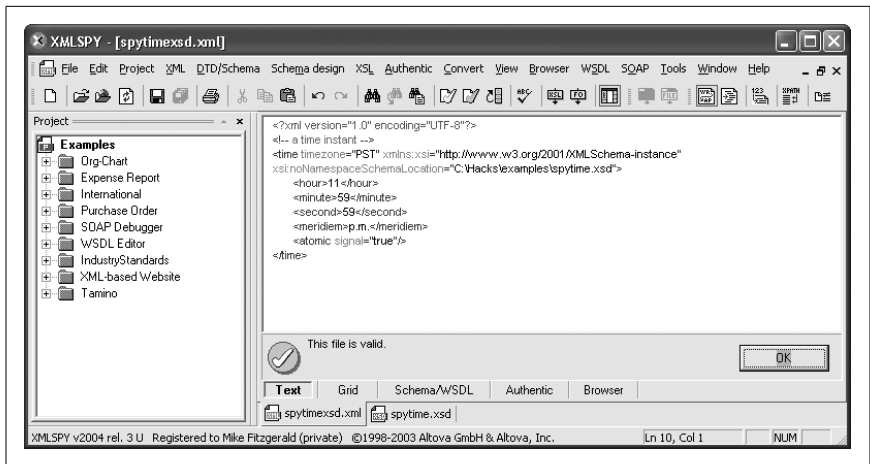 XMLSPY - [spytimexsd.xml]
File Edit Project XML DTD/Schema Schema design XSL Authentic Convert View Browser WSDL SOAP Tools Window Help
Project
Examples
Org-Chart
Expense Report
International
Purchase Order
SOAP Debugger
WSDL Editor
IndustryStandards
XML-based Website
Tamino
<?xml version="1.0" encoding="UTF-8"?>
<!-- a time instant -->
<time timezone="PST" xmlns:xsi="http://www.w3.org/2001/XMLSchema-instance"
xsi:noNamespaceSchemaLocation="C:\Hacks\examples\spytime.xsd">
<hour>11</hour>
<minute>59</minute>
<second>59</second>
<meridiem>p.m.</meridiem>
<atomic signal="true"/>
</time>
This file is valid.
OK
Text Grid Schema/WSDL Authentic Browser
spytimexsd.xml spytime.xsd
XMLSPY v2004 rel. 3 U Registered to Mike Fitzgerald (private) ©1998-2003 Altova GmbH & Altova, Inc. Ln 10, Col 1 NUM